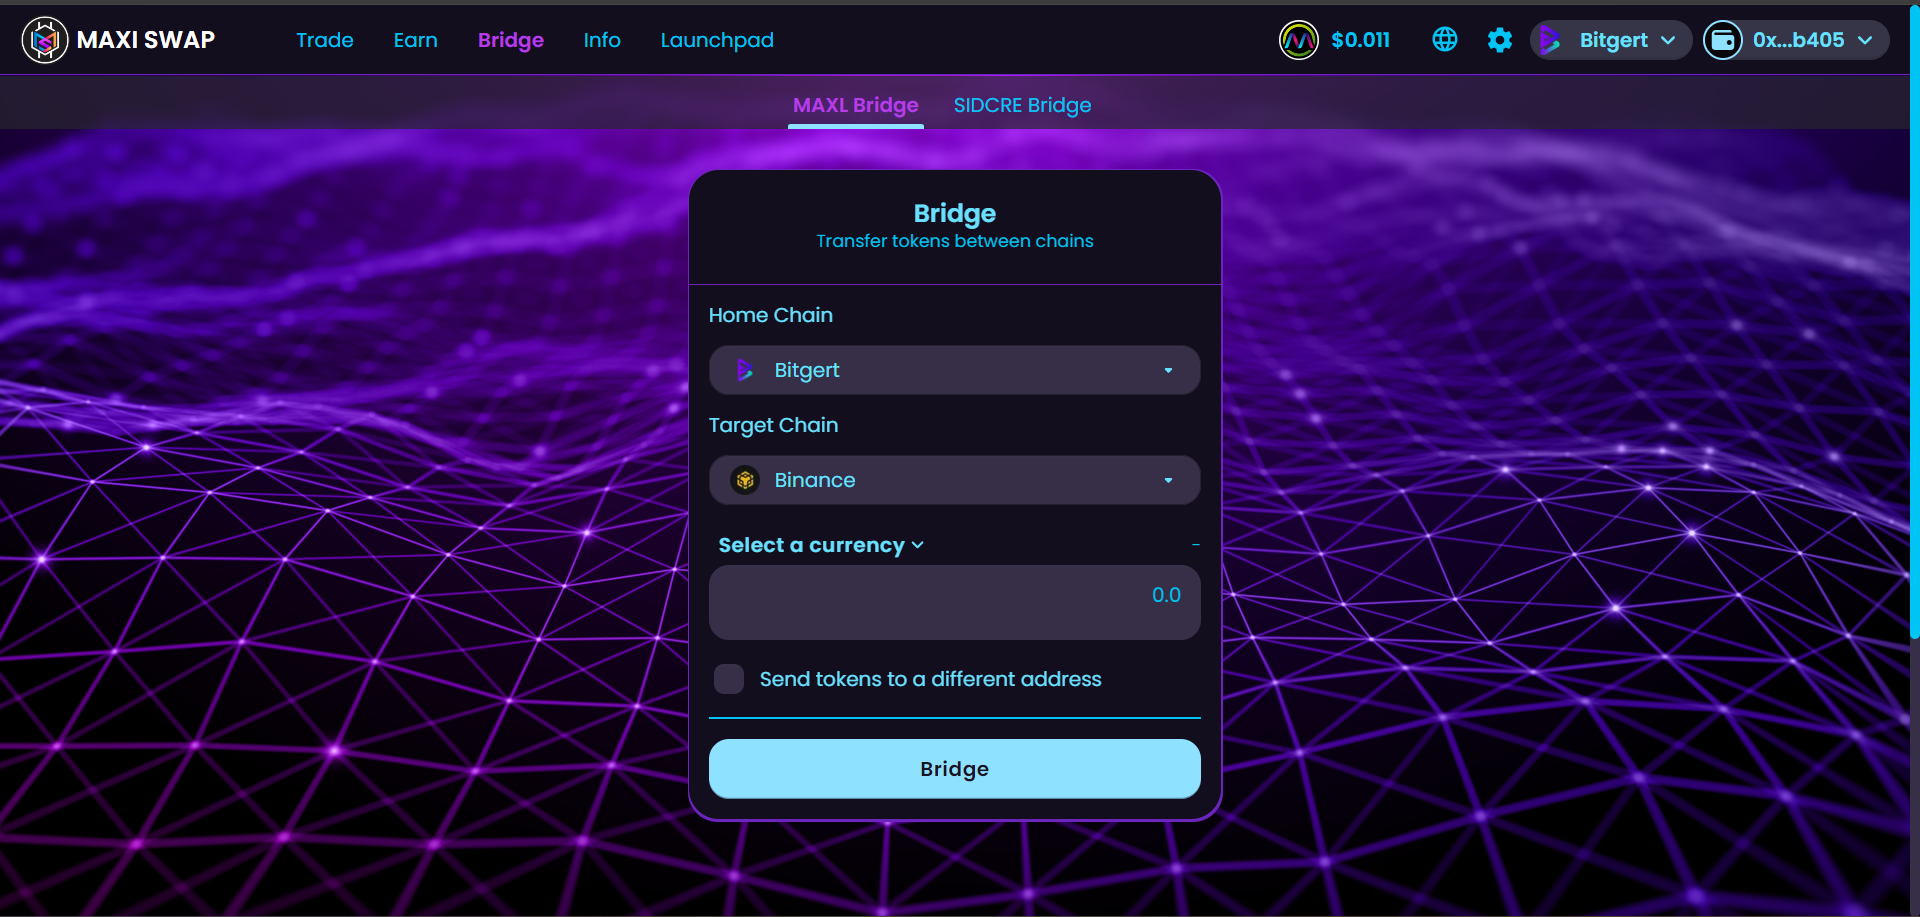 MAXI SWAP Trade Earn Bridge Info Launchpad $0.011 Bitgert 0x...b405
MAXL Bridge SIDCRE Bridge
Bridge
Transfer tokens between chains
Home Chain
Bitgert
Target Chain
Binance
Select a currency -
0.0
Send tokens to a different address
Bridge